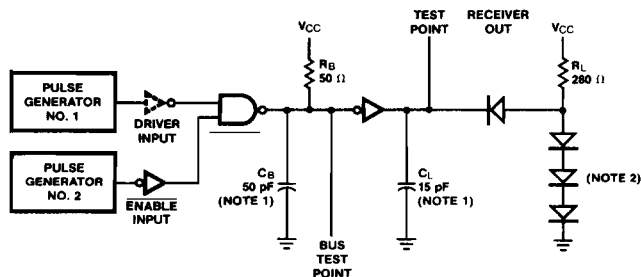 PULSE
GENERATOR
NO. 1
DRIVER
INPUT
PULSE
GENERATOR
NO. 2
ENABLE
INPUT
VCC
RB
50 Ω
CB
50 pF
(NOTE 1)
BUS
TEST
POINT
TEST
POINT
CL
15 pF
(NOTE 1)
RECEIVER
OUT
VCC
RL
280 Ω
(NOTE 2)